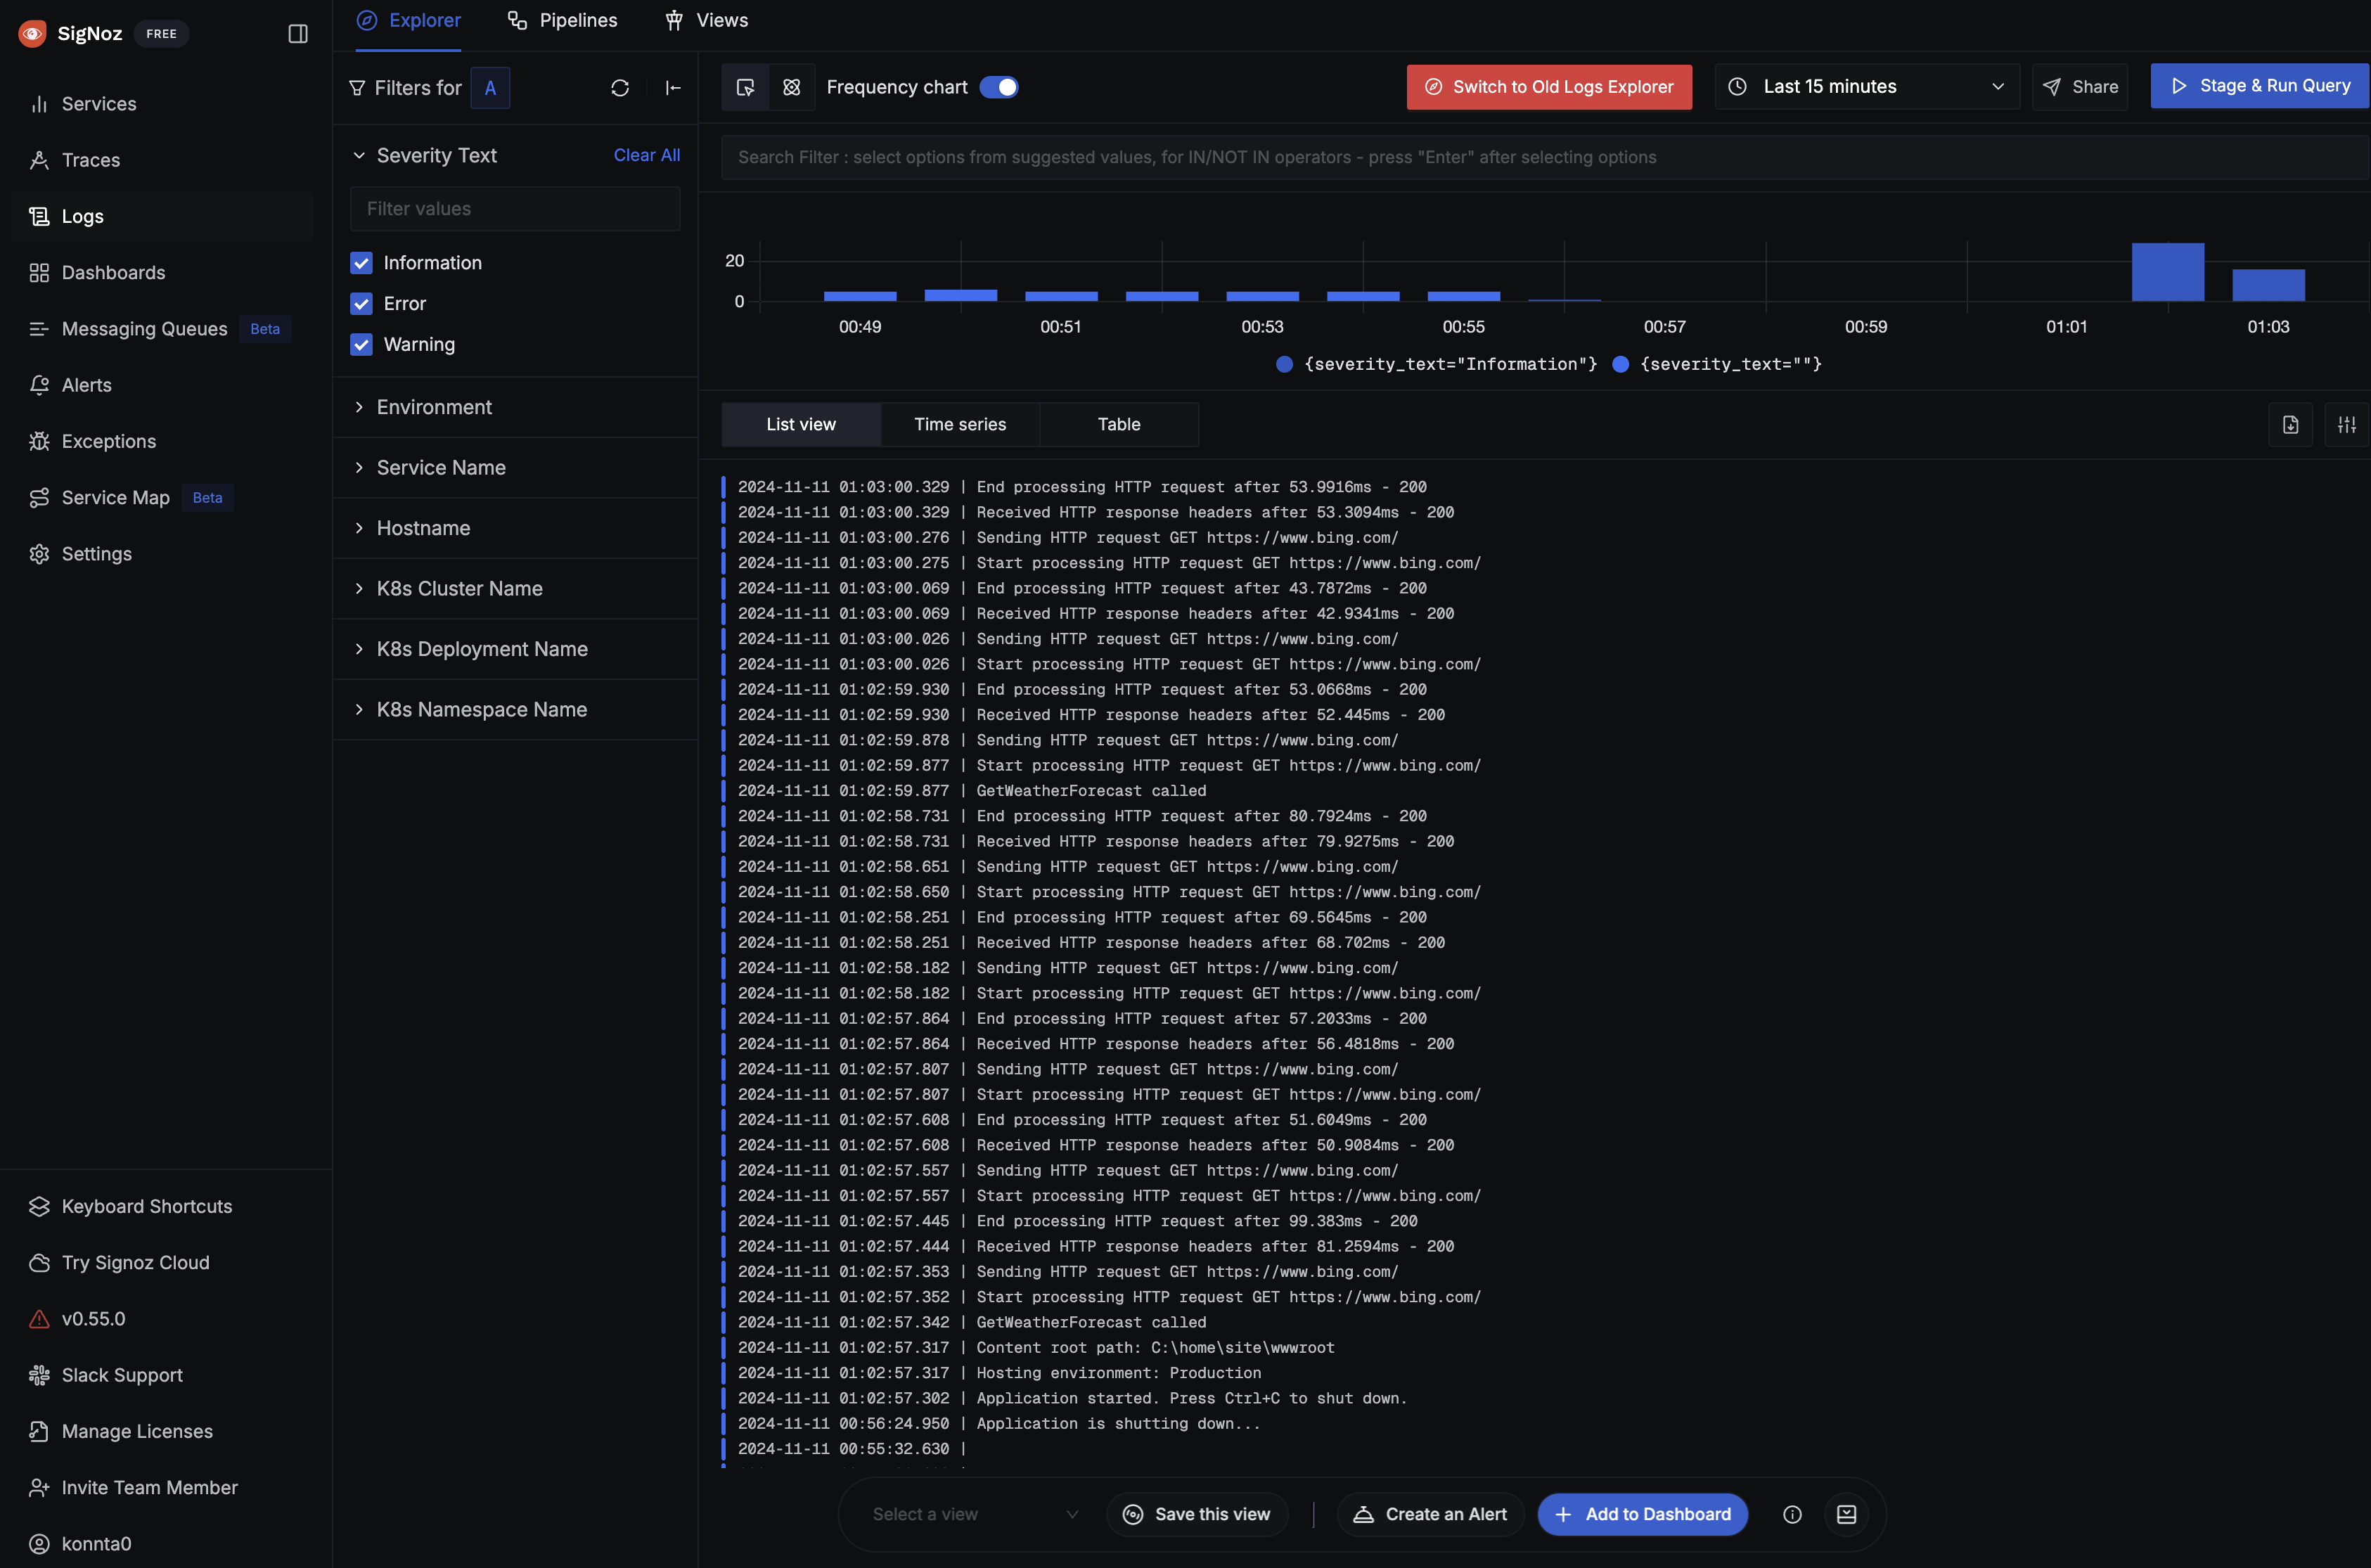 SigNoz FREE
Services
Traces
Logs
Dashboards
Messaging Queues Beta
Alerts
Exceptions
Service Map Beta
Settings
Keyboard Shortcuts
Try Signoz Cloud
v0.55.0
Slack Support
Manage Licenses
Invite Team Member
konnta0
Explorer Pipelines Views
Filters for A
Severity Text Clear All
Filter values
Information
Error
Warning
Environment
Service Name
Hostname
K8s Cluster Name
K8s Deployment Name
K8s Namespace Name
Frequency chart Switch to Old Logs Explorer Last 15 minutes Share Stage & Run Query
Search Filter : select options from suggested values, for IN/NOT IN operators - press "Enter" after selecting options
20
0
00:49 00:51 00:53 00:55 00:57 00:59 01:01 01:03
{severity_text="Information"} {severity_text=""}
List view Time series Table
2024-11-11 01:03:00.329 | End processing HTTP request after 53.9916ms - 200
2024-11-11 01:03:00.329 | Received HTTP response headers after 53.3094ms - 200
2024-11-11 01:03:00.276 | Sending HTTP request GET https://www.bing.com/
2024-11-11 01:03:00.275 | Start processing HTTP request GET https://www.bing.com/
2024-11-11 01:03:00.069 | End processing HTTP request after 43.7872ms - 200
2024-11-11 01:03:00.069 | Received HTTP response headers after 42.9341ms - 200
2024-11-11 01:03:00.026 | Sending HTTP request GET https://www.bing.com/
2024-11-11 01:03:00.026 | Start processing HTTP request GET https://www.bing.com/
2024-11-11 01:02:59.930 | End processing HTTP request after 53.0668ms - 200
2024-11-11 01:02:59.930 | Received HTTP response headers after 52.445ms - 200
2024-11-11 01:02:59.878 | Sending HTTP request GET https://www.bing.com/
2024-11-11 01:02:59.877 | Start processing HTTP request GET https://www.bing.com/
2024-11-11 01:02:59.877 | GetWeatherForecast called
2024-11-11 01:02:58.731 | End processing HTTP request after 80.7924ms - 200
2024-11-11 01:02:58.731 | Received HTTP response headers after 79.9275ms - 200
2024-11-11 01:02:58.651 | Sending HTTP request GET https://www.bing.com/
2024-11-11 01:02:58.650 | Start processing HTTP request GET https://www.bing.com/
2024-11-11 01:02:58.251 | End processing HTTP request after 69.5645ms - 200
2024-11-11 01:02:58.251 | Received HTTP response headers after 68.702ms - 200
2024-11-11 01:02:58.182 | Sending HTTP request GET https://www.bing.com/
2024-11-11 01:02:58.182 | Start processing HTTP request GET https://www.bing.com/
2024-11-11 01:02:57.864 | End processing HTTP request after 57.2033ms - 200
2024-11-11 01:02:57.864 | Received HTTP response headers after 56.4818ms - 200
2024-11-11 01:02:57.807 | Sending HTTP request GET https://www.bing.com/
2024-11-11 01:02:57.807 | Start processing HTTP request GET https://www.bing.com/
2024-11-11 01:02:57.608 | End processing HTTP request after 51.6049ms - 200
2024-11-11 01:02:57.608 | Received HTTP response headers after 50.9084ms - 200
2024-11-11 01:02:57.557 | Sending HTTP request GET https://www.bing.com/
2024-11-11 01:02:57.557 | Start processing HTTP request GET https://www.bing.com/
2024-11-11 01:02:57.445 | End processing HTTP request after 99.383ms - 200
2024-11-11 01:02:57.444 | Received HTTP response headers after 81.2594ms - 200
2024-11-11 01:02:57.353 | Sending HTTP request GET https://www.bing.com/
2024-11-11 01:02:57.352 | Start processing HTTP request GET https://www.bing.com/
2024-11-11 01:02:57.342 | GetWeatherForecast called
2024-11-11 01:02:57.317 | Content root path: C:\home\site\wwwroot
2024-11-11 01:02:57.317 | Hosting environment: Production
2024-11-11 01:02:57.302 | Application started. Press Ctrl+C to shut down.
2024-11-11 00:56:24.950 | Application is shutting down...
2024-11-11 00:55:32.630 |
Select a view Save this view Create an Alert Add to Dashboard